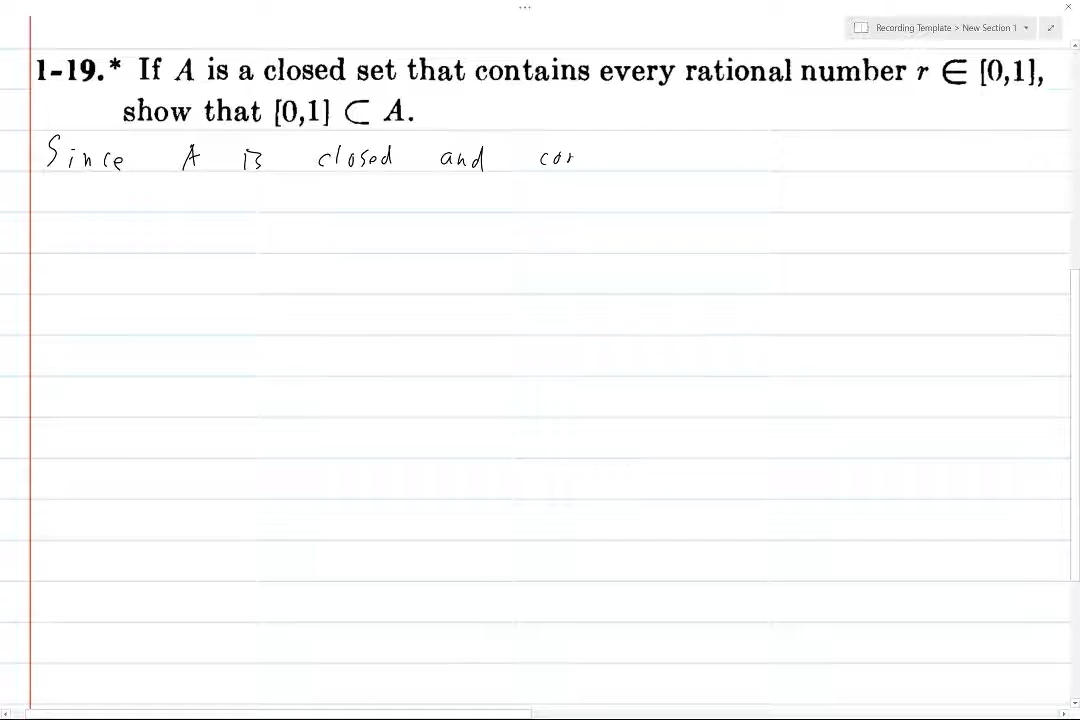 Recording Template > New Section 1
1-19.* If A is a closed set that contains every rational number r ∈ [0,1],
show that [0,1] ⊂ A.
Since A is closed and con